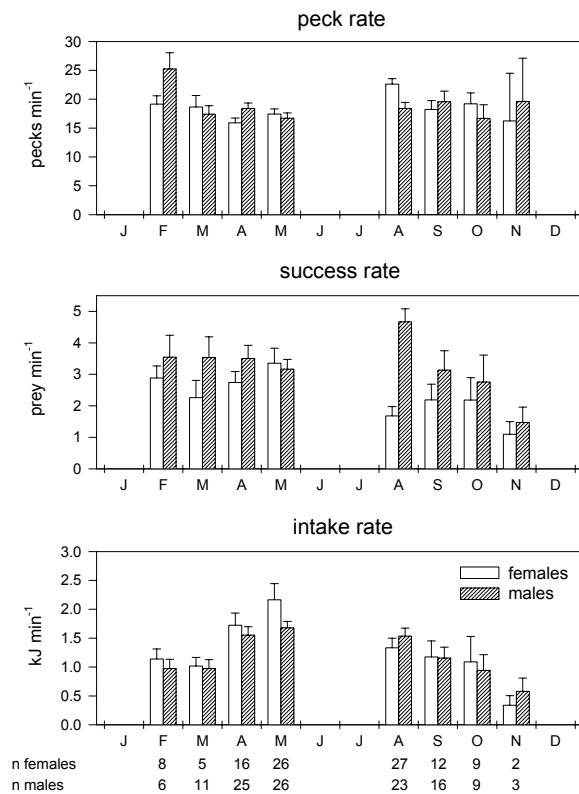 peck rate
30
25
20
15
10
5
0
pecks min⁻¹
J F M A M J J A S O N D
success rate
5
4
3
2
1
0
prey min⁻¹
J F M A M J J A S O N D
intake rate
3.0
2.5
2.0
1.5
1.0
0.5
0.0
kJ min⁻¹
females
males
J F M A M J J A S O N D
n females 8 5 16 26 27 12 9 2
n males 6 11 25 26 23 16 9 3